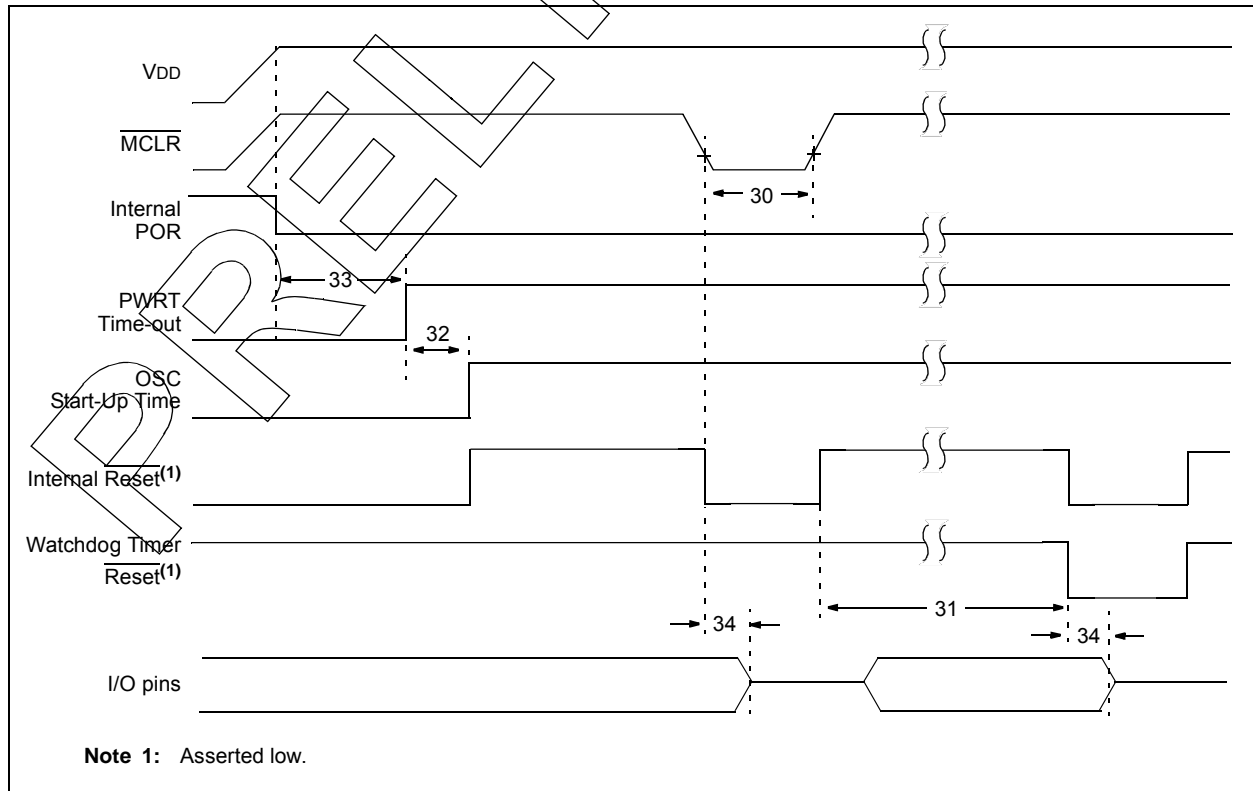 VDD
MCLR
30
Internal
POR
33
PWRT
Time-out
32
OSC
Start-Up Time
Internal Reset(1)
Watchdog Timer
Reset(1)
31
34
34
I/O pins
Note 1: Asserted low.
PREL